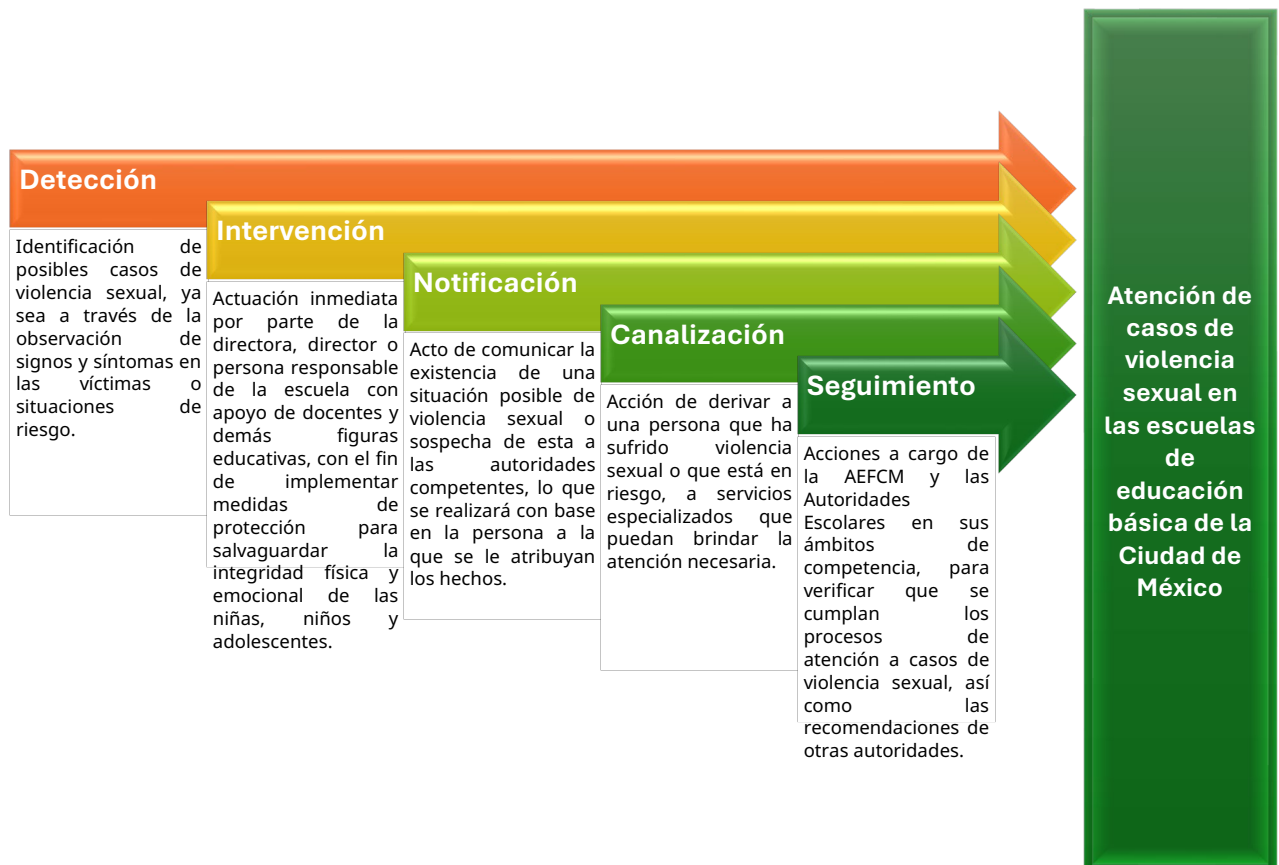 Detección
Identificación de
posibles casos de
violencia sexual, ya
sea a través de la
observación de
signos y síntomas en
las víctimas o
situaciones de
riesgo.
Intervención
Actuación inmediata
por parte de la
directora, director o
persona responsable
de la escuela con
apoyo de docentes y
demás figuras
educativas, con el fin
de implementar
medidas de
protección para
salvaguardar la
integridad física y
emocional de las
niñas, niños y
adolescentes.
Notificación
Acto de comunicar la
existencia de una
situación posible de
violencia sexual o
sospecha de esta a
las autoridades
competentes, lo que
se realizará con base
en la persona a la
que se le atribuyan
los hechos.
Canalización
Acción de derivar a
una persona que ha
sufrido violencia
sexual o que está en
riesgo, a servicios
especializados que
puedan brindar la
atención necesaria.
Seguimiento
Acciones a cargo de
la AEFCM y las
Autoridades
Escolares en sus
ámbitos de
competencia, para
verificar que se
cumplan los
procesos de
atención a casos de
violencia sexual, así
como las
recomendaciones de
otras autoridades.
Atención de
casos de
violencia
sexual en
las escuelas
de
educación
básica de la
Ciudad de
México